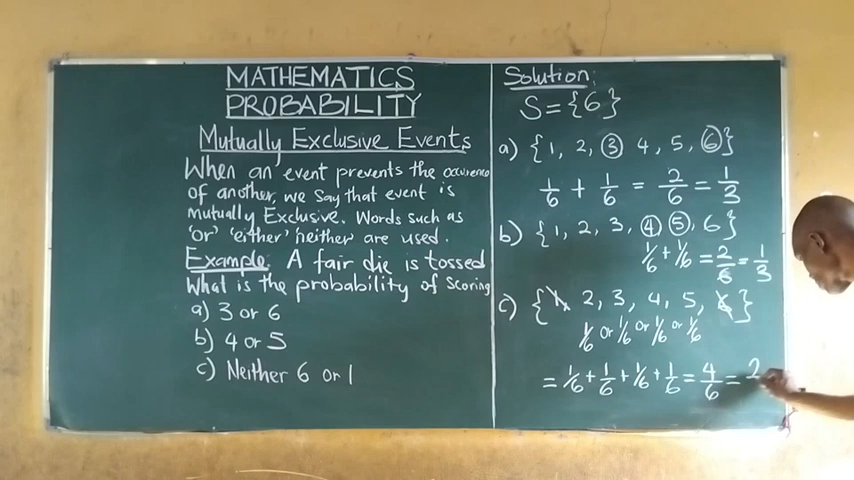 MATHEMATICS
PROBABILITY
Mutually Exclusive Events
When an event prevents the occurence
of another, we say that event is
mutually Exclusive. Words such as
'or' 'either' 'neither are used.
Example. A fair die is tossed
What is the probability of scoring
a) 3 or 6
b) 4 or 5
c) Neither 6 or 1
Solution:
S = {6}
a) {1, 2, 3 4, 5, 6}
1/6 + 1/6 = 2/6 = 1/3
b) {1, 2, 3, 4, 5, 6}
1/6 + 1/6 = 2/6 = 1/3
c) {1, 2, 3, 4, 5, 6}
1/6 or 1/6 or 1/6 or 1/6
= 1/6 + 1/6 + 1/6 + 1/6 = 4/6 = 2